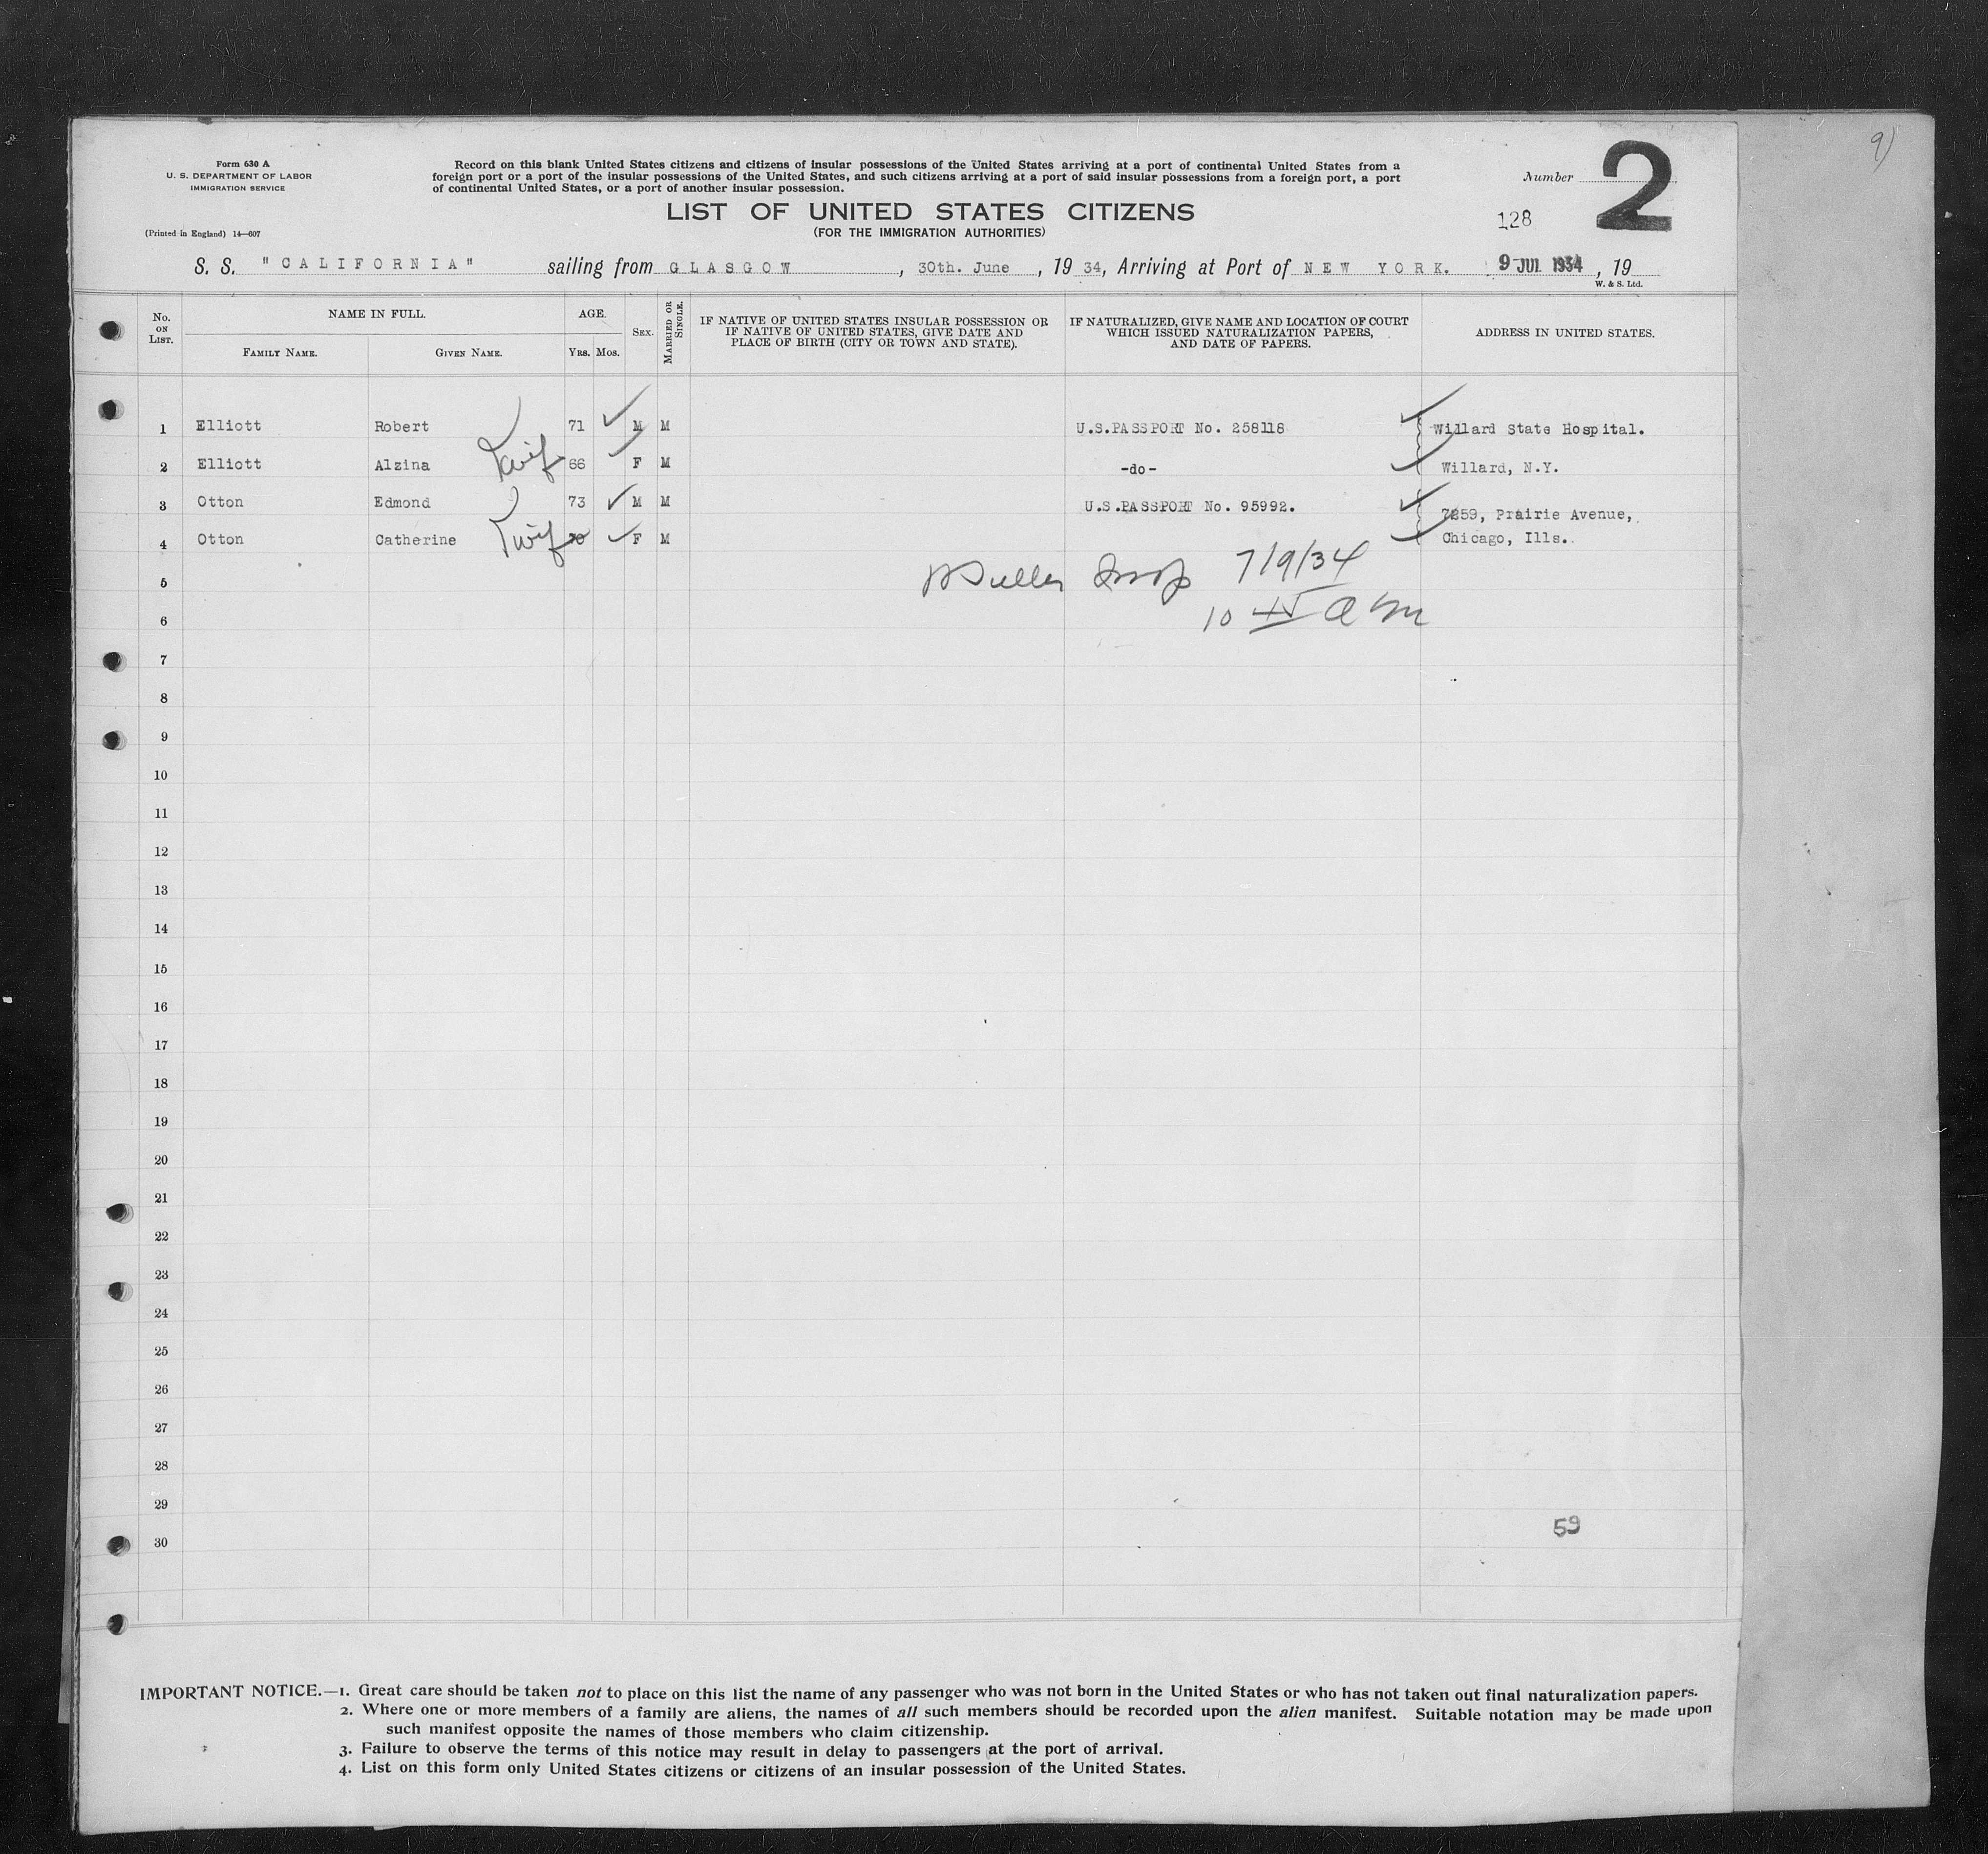 9)
Form 630 A
U. S. DEPARTMENT OF LABOR
IMMIGRATION SERVICE
(Printed in England) 14—607
Record on this blank United States citizens and citizens of insular possessions of the United States arriving at a port of continental United States from a
foreign port or a port of the insular possessions of the United States, and such citizens arriving at a port of said insular possessions from a foreign port, a port
of continental United States, or a port of another insular possession.
Number 2
LIST OF UNITED STATES CITIZENS
128
(FOR THE IMMIGRATION AUTHORITIES)
S. S. "CALIFORNIA" sailing from GLASGOW, 30th. June, 19 34, Arriving at Port of NEW YORK. 9 JUL 1934, 19
W. & S. Ltd.
No. ON LIST. NAME IN FULL. FAMILY NAME. GIVEN NAME. AGE. YRS. MOS. SEX. MARRIED OR SINGLE. IF NATIVE OF UNITED STATES INSULAR POSSESSION OR IF NATIVE OF UNITED STATES, GIVE DATE AND PLACE OF BIRTH (CITY OR TOWN AND STATE). IF NATURALIZED, GIVE NAME AND LOCATION OF COURT WHICH ISSUED NATURALIZATION PAPERS, AND DATE OF PAPERS. ADDRESS IN UNITED STATES.
1 Elliott Robert 71 M M U.S.PASSPORT No. 258118 Willard State Hospital.
2 Elliott Alzina wife 66 F M -do- Willard, N.Y.
3 Otton Edmond 73 M M U.S.PASSPORT No. 95992. 7259, Prairie Avenue,
4 Otton Catherine wife 70 F M Chicago, Ills.
5 Insp 7/9/34
6 10 45 a m
7
8
9
10
11
12
13
14
15
16
17
18
19
20
21
22
23
24
25
26
27
28
29
59
30
IMPORTANT NOTICE.—1. Great care should be taken not to place on this list the name of any passenger who was not born in the United States or who has not taken out final naturalization papers.
2. Where one or more members of a family are aliens, the names of all such members should be recorded upon the alien manifest. Suitable notation may be made upon
such manifest opposite the names of those members who claim citizenship.
3. Failure to observe the terms of this notice may result in delay to passengers at the port of arrival.
4. List on this form only United States citizens or citizens of an insular possession of the United States.